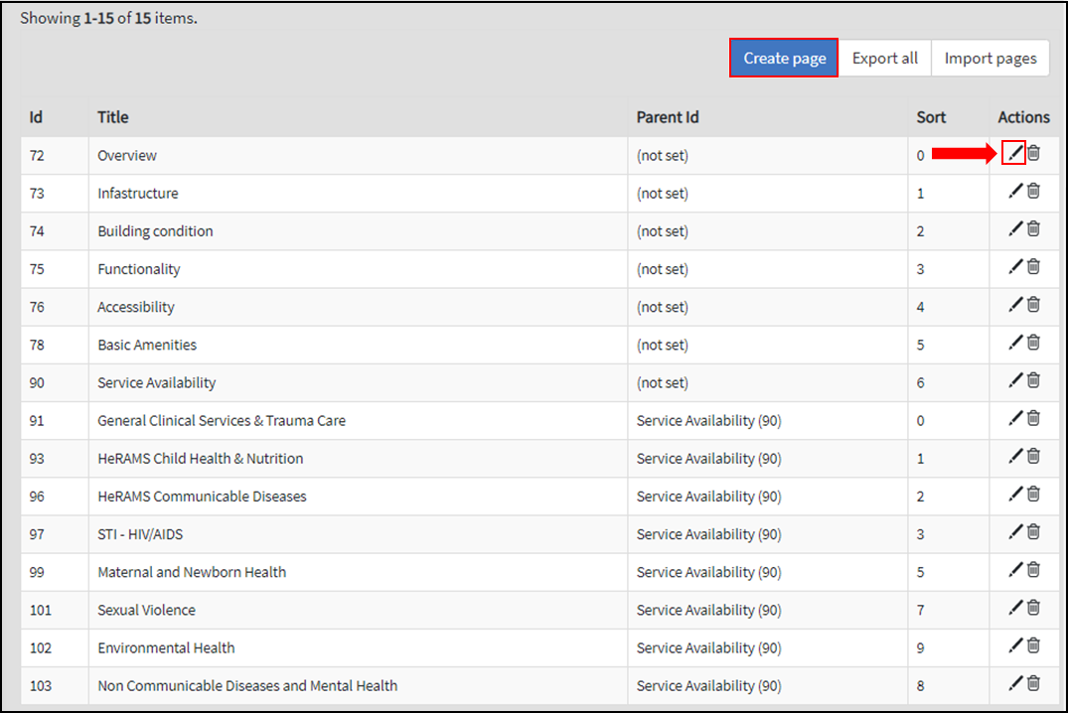 Showing 1-15 of 15 items.
Create page Export all Import pages
Id Title Parent Id Sort Actions
72 Overview (not set) 0
73 Infastructure (not set) 1
74 Building condition (not set) 2
75 Functionality (not set) 3
76 Accessibility (not set) 4
78 Basic Amenities (not set) 5
90 Service Availability (not set) 6
91 General Clinical Services & Trauma Care Service Availability (90) 0
93 HeRAMS Child Health & Nutrition Service Availability (90) 1
96 HeRAMS Communicable Diseases Service Availability (90) 2
97 STI - HIV/AIDS Service Availability (90) 3
99 Maternal and Newborn Health Service Availability (90) 5
101 Sexual Violence Service Availability (90) 7
102 Environmental Health Service Availability (90) 9
103 Non Communicable Diseases and Mental Health Service Availability (90) 8